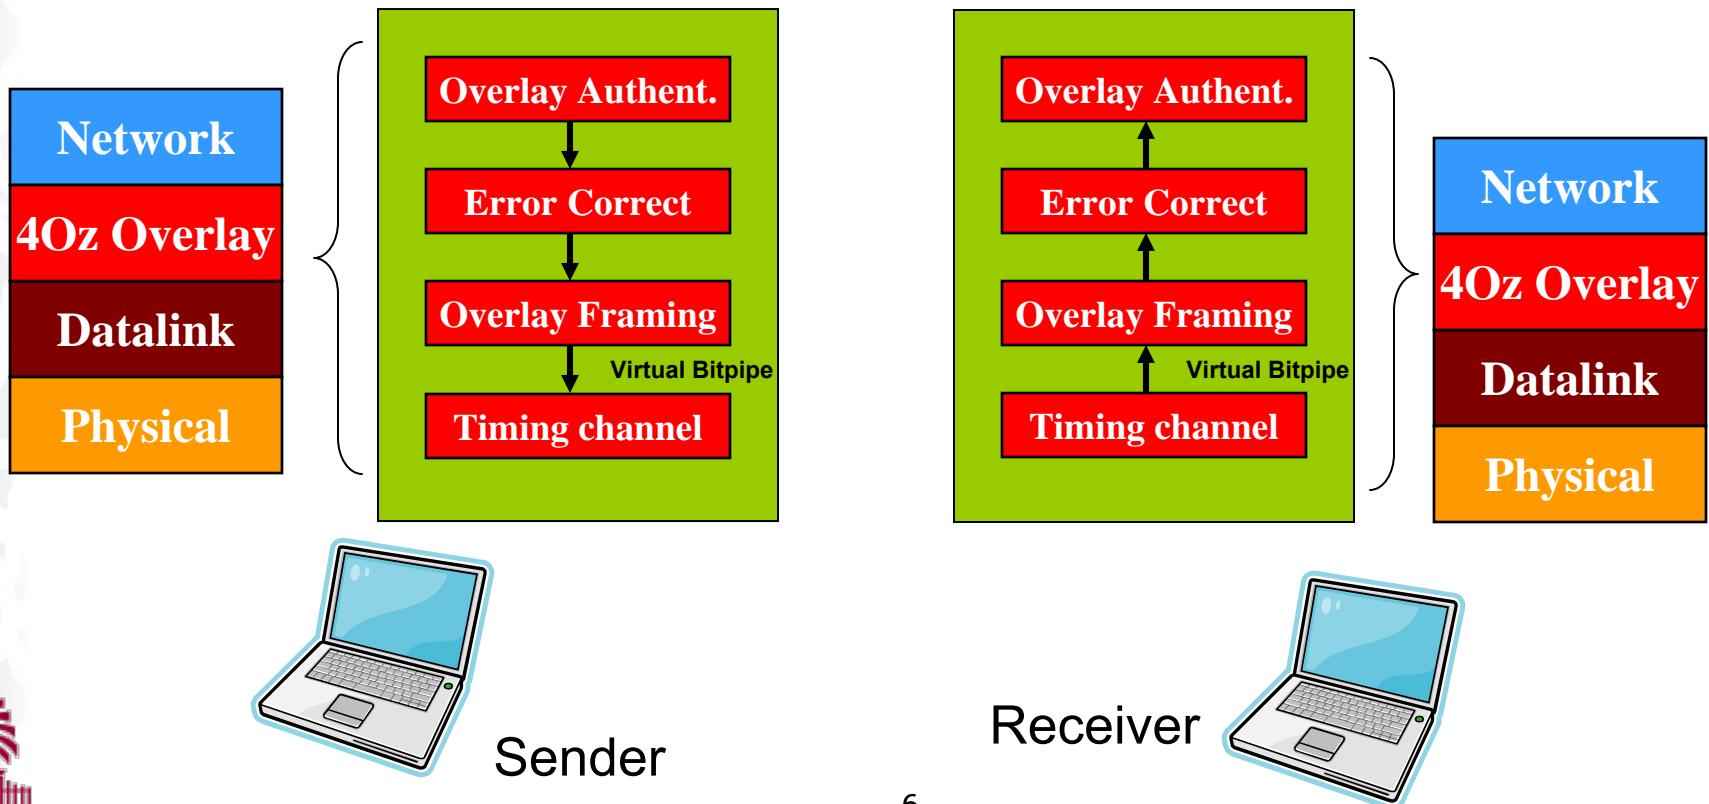 Network
4Oz Overlay
Datalink
Physical
Overlay Authent.
Error Correct
Overlay Framing
Virtual Bitpipe
Timing channel
Overlay Authent.
Error Correct
Overlay Framing
Virtual Bitpipe
Timing channel
Network
4Oz Overlay
Datalink
Physical
Sender
Receiver
6